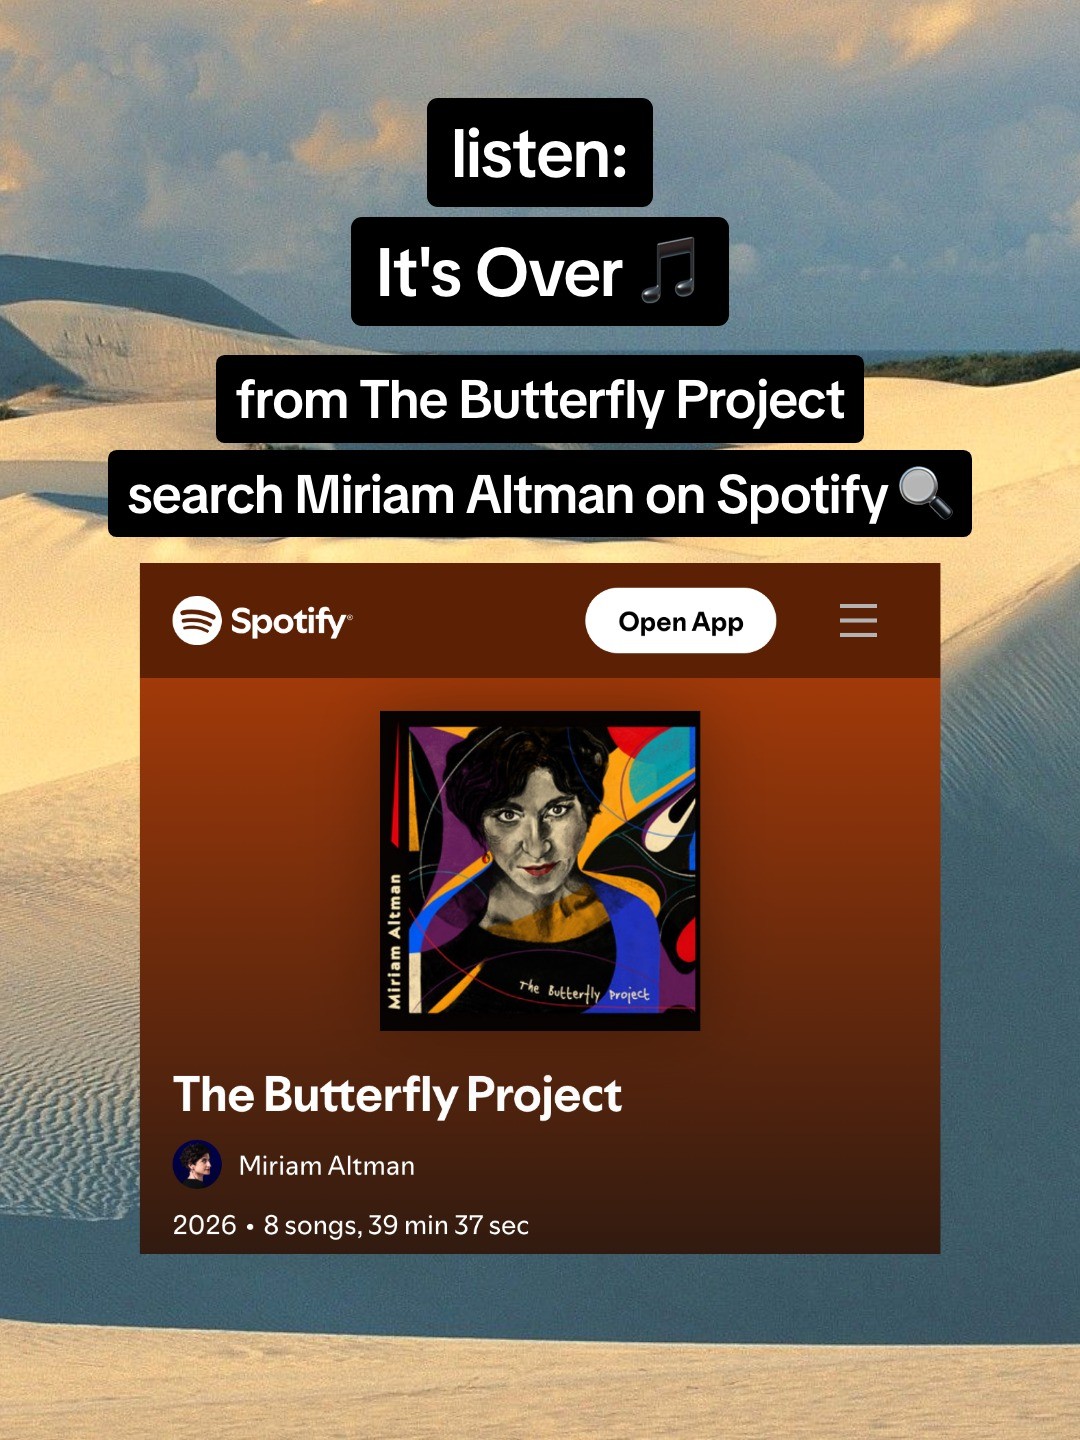 listen:
It's Over 🎵
from The Butterfly Project
search Miriam Altman on Spotify 🔍
Spotify®
Open App
Miriam Altman
The Butterfly Project
The Butterfly Project
Miriam Altman
2026 • 8 songs, 39 min 37 sec